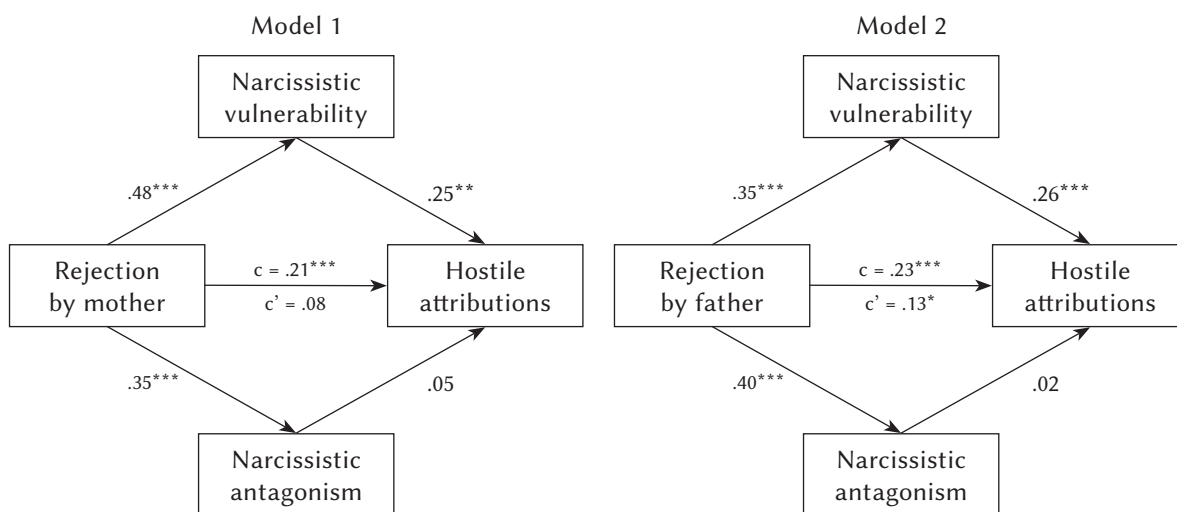 Model 1
Narcissistic
vulnerability
.48***
.25**
Rejection
by mother
c = .21***
c’ = .08
Hostile
attributions
.35***
.05
Narcissistic
antagonism
Model 2
Narcissistic
vulnerability
.35***
.26***
Rejection
by father
c = .23***
c’ = .13*
Hostile
attributions
.40***
.02
Narcissistic
antagonism